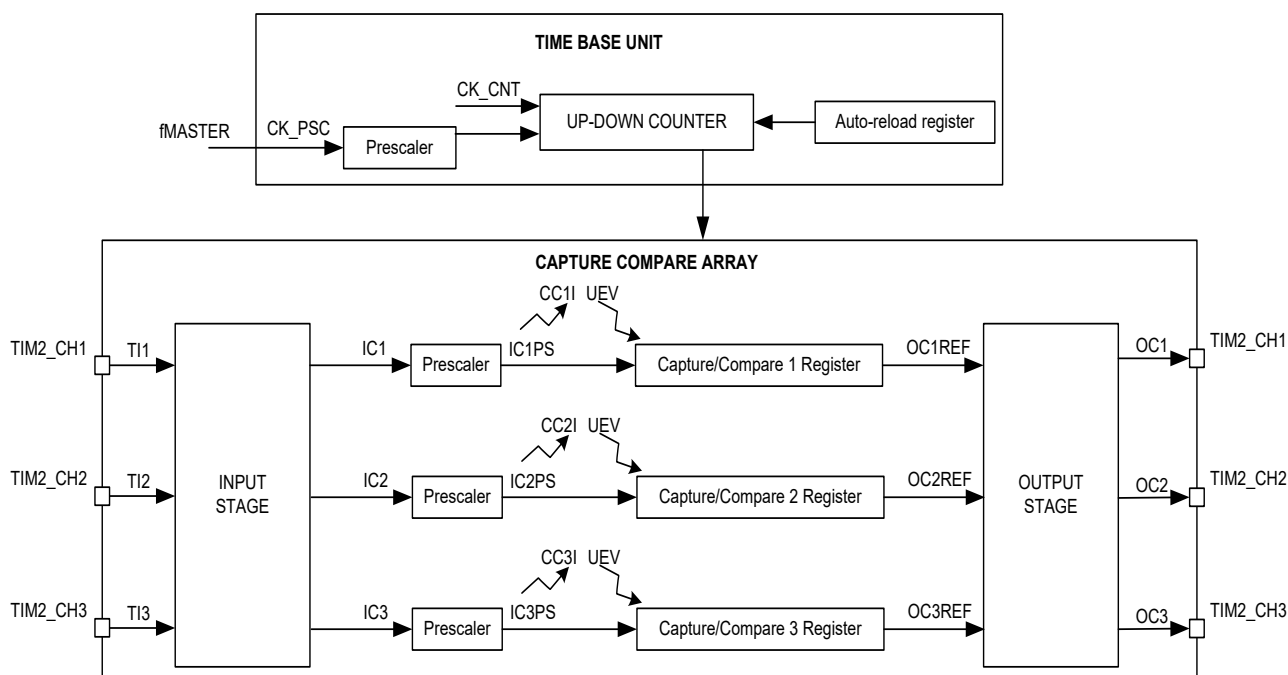 TIME BASE UNIT
CK_CNT
fMASTER
CK_PSC
Prescaler
UP-DOWN COUNTER
Auto-reload register
CAPTURE COMPARE ARRAY
CC1I
UEV
TIM2_CH1
TI1
IC1
Prescaler
IC1PS
Capture/Compare 1 Register
OC1REF
OC1
TIM2_CH1
CC2I
UEV
TIM2_CH2
TI2
INPUT
STAGE
IC2
Prescaler
IC2PS
Capture/Compare 2 Register
OC2REF
OUTPUT
STAGE
OC2
TIM2_CH2
CC3I
UEV
TIM2_CH3
TI3
IC3
Prescaler
IC3PS
Capture/Compare 3 Register
OC3REF
OC3
TIM2_CH3